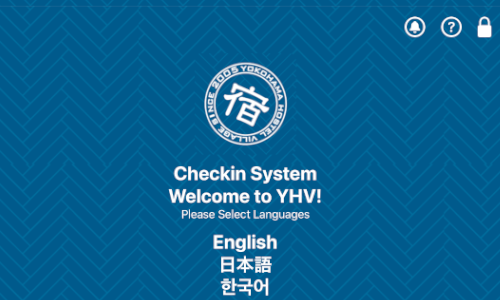 SINCE 2005 YOKOHAMA HOSTEL VILLAGE
宿
Checkin System
Welcome to YHV!
Please Select Languages
English
日本語
한국어